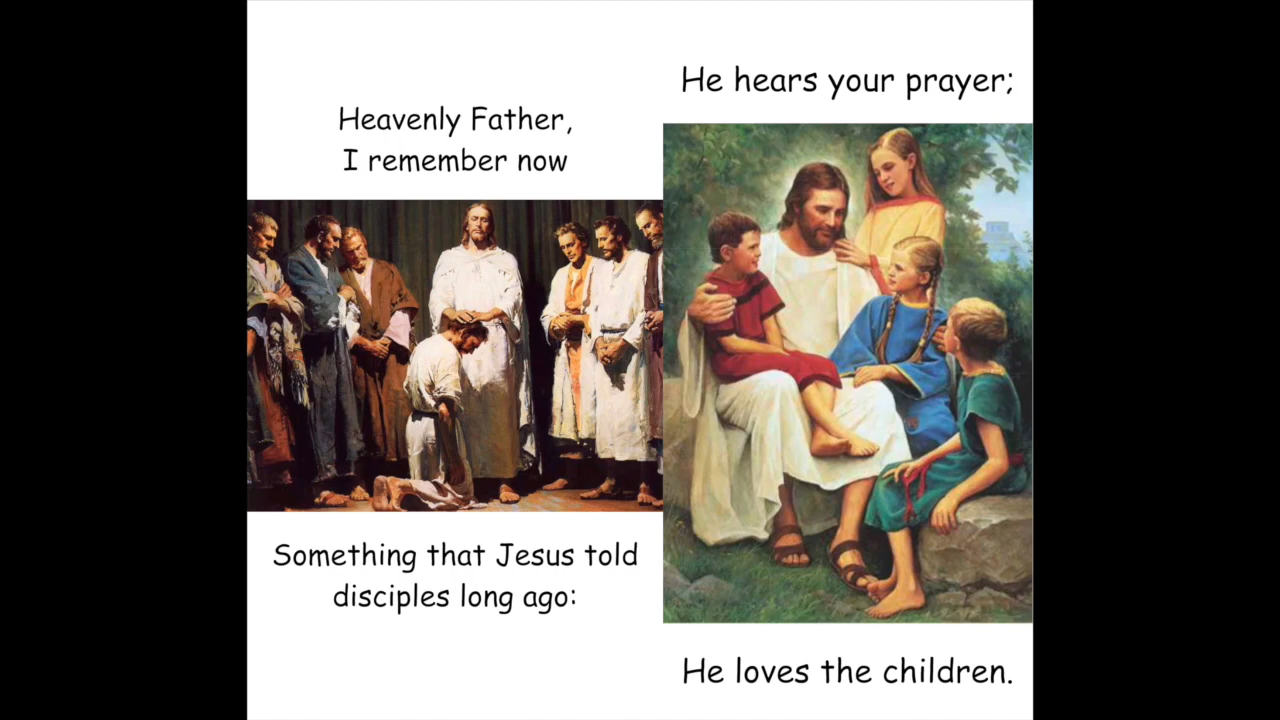 Heavenly Father,
I remember now
Something that Jesus told
disciples long ago:
He hears your prayer;
He loves the children.